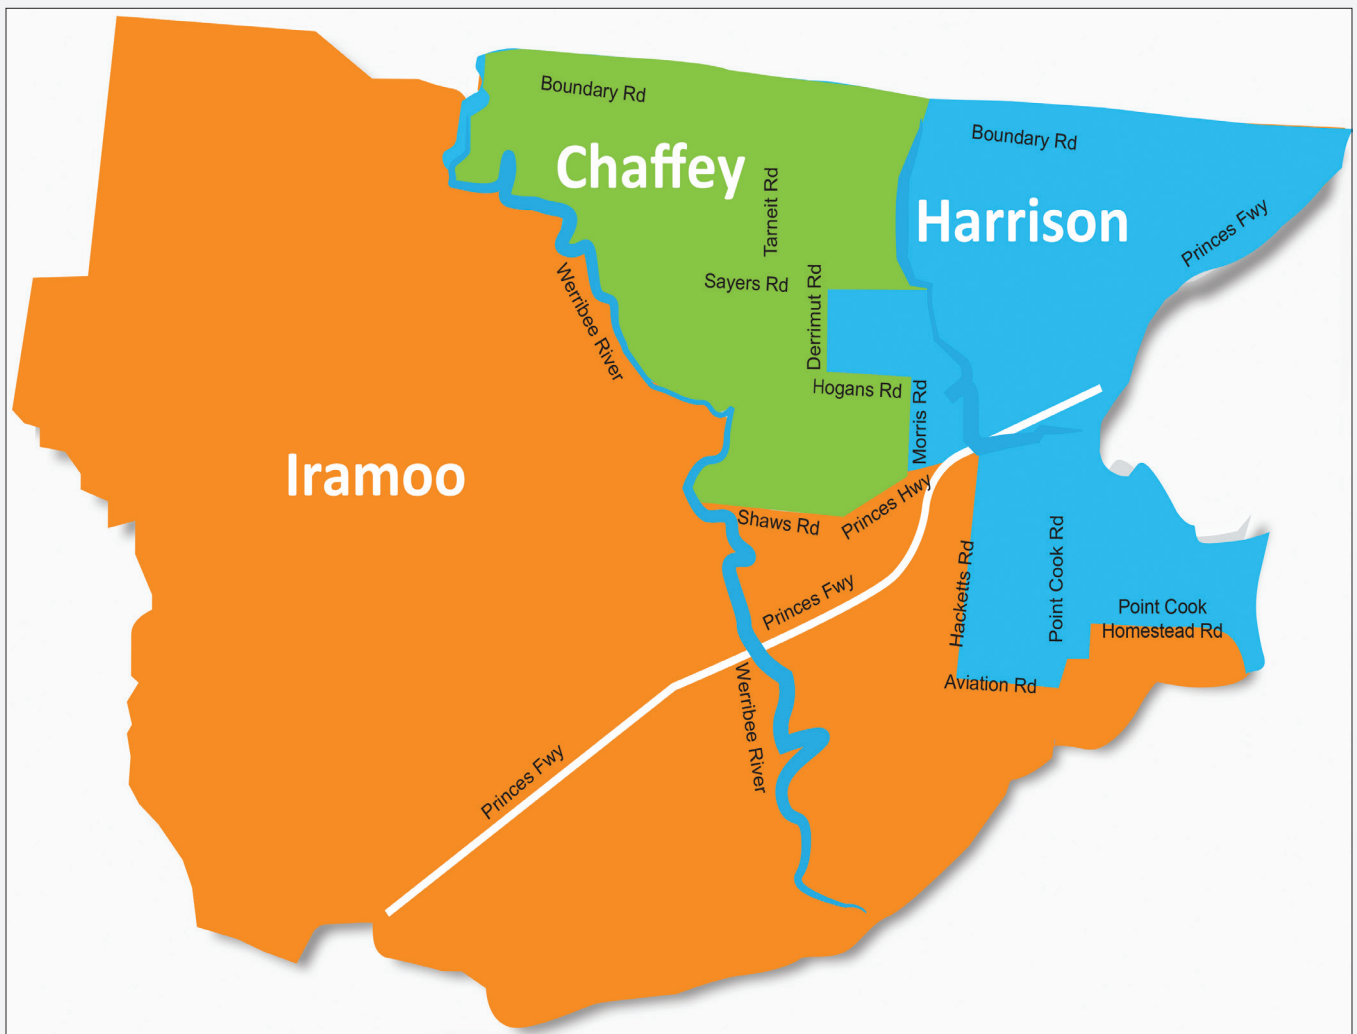 Boundary Rd
Boundary Rd
Chaffey
Tarneit Rd
Harrison
Princes Fwy
Werribee River
Sayers Rd
Derrimut Rd
Hogans Rd
Morris Rd
Iramoo
Princes Hwy
Shaws Rd
Hacketts Rd
Point Cook Rd
Princes Fwy
Point Cook
Homestead Rd
Aviation Rd
Werribee River
Princes Fwy